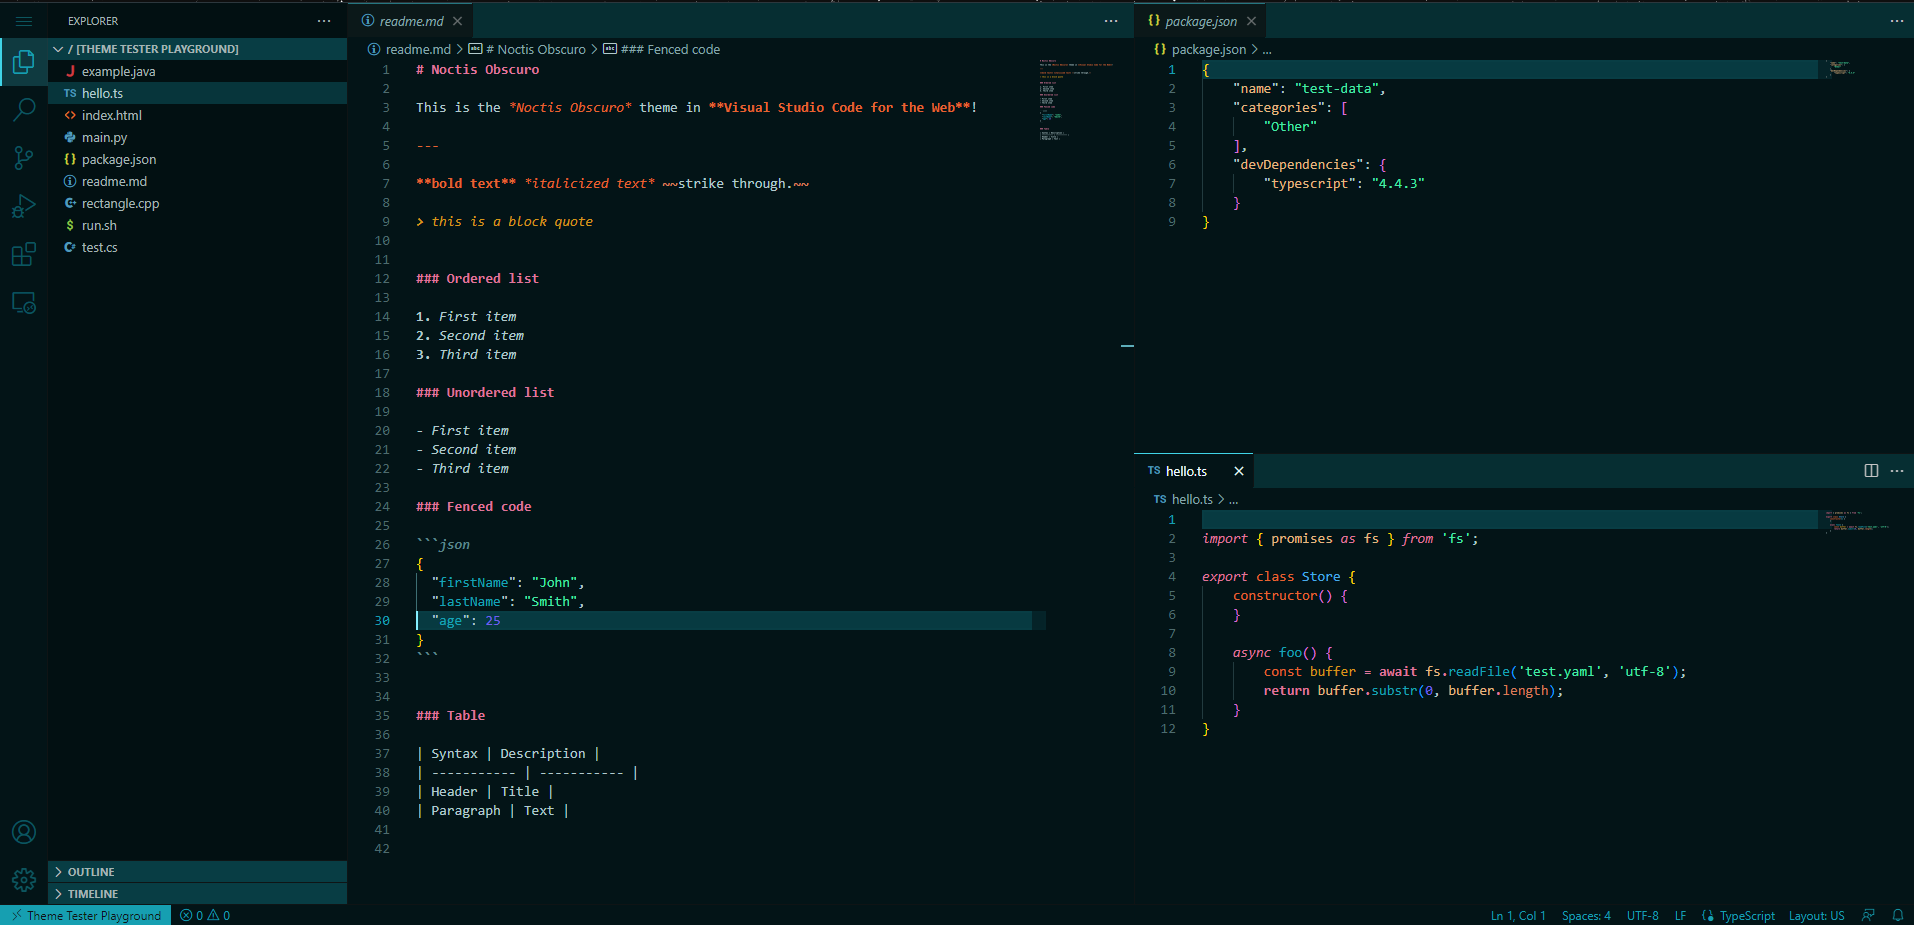 EXPLORER
/ [THEME TESTER PLAYGROUND]
example.java
TS hello.ts
index.html
main.py
package.json
readme.md
rectangle.cpp
run.sh
test.cs
OUTLINE
TIMELINE
readme.md
readme.md > # Noctis Obscuro > ### Fenced code
1 # Noctis Obscuro
2
3 This is the *Noctis Obscuro* theme in **Visual Studio Code for the Web**!
4
5 ---
6
7 **bold text** *italicized text* ~~strike through.~~
8
9 > this is a block quote
10
11
12 ### Ordered list
13
14 1. First item
15 2. Second item
16 3. Third item
17
18 ### Unordered list
19
20 - First item
21 - Second item
22 - Third item
23
24 ### Fenced code
25
26 ```json
27 {
28   "firstName": "John",
29   "lastName": "Smith",
30   "age": 25
31 }
32 ```
33
34
35 ### Table
36
37 | Syntax | Description |
38 | ----------- | ----------- |
39 | Header | Title |
40 | Paragraph | Text |
41
42
{} package.json
{} package.json > ...
1 {
2     "name": "test-data",
3     "categories": [
4         "Other"
5     ],
6     "devDependencies": {
7         "typescript": "4.4.3"
8     }
9 }
TS hello.ts
TS hello.ts > ...
1
2 import { promises as fs } from 'fs';
3
4 export class Store {
5     constructor() {
6     }
7
8     async foo() {
9         const buffer = await fs.readFile('test.yaml', 'utf-8');
10         return buffer.substr(0, buffer.length);
11     }
12 }
Theme Tester Playground 0 0 Ln 1, Col 1 Spaces: 4 UTF-8 LF TypeScript Layout: US